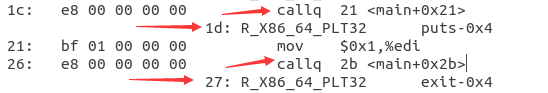 1c: e8 00 00 00 00 callq 21 <main+0x21>
1d: R_X86_64_PLT32 puts-0x4
21: bf 01 00 00 00 mov $0x1,%edi
26: e8 00 00 00 00 callq 2b <main+0x2b>
27: R_X86_64_PLT32 exit-0x4